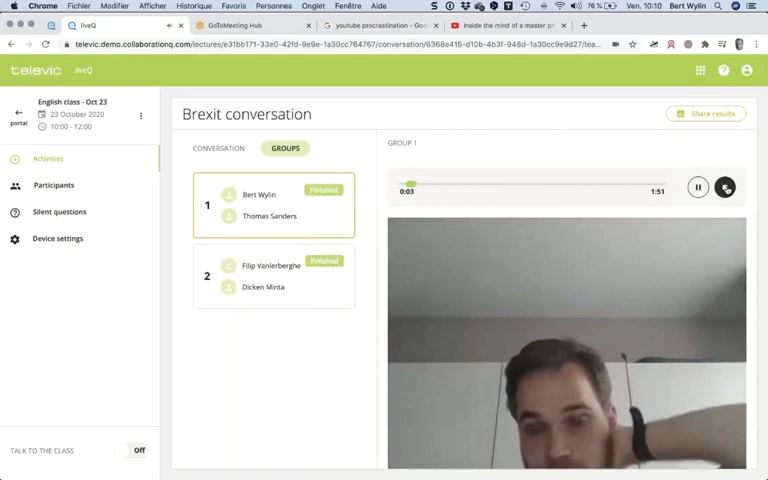 Chrome Fichier Modifier Afficher Historique Favoris Personnes Onglet Fenêtre Aide 76 % Ven. 10:10 Bert Wylin
liveQ GoToMeeting Hub youtube procrastination – Goo Inside the mind of a master pr
televic.demo.collaborationq.com/lectures/e31bb171-33e0-42fd-9e9e-1a30cc764767/conversation/6368e415-d10b-4b3f-948d-1a30cc9e9d27/tea...
televic liveQ
English class - Oct 23
portal
23 October 2020
10:00 - 12:00
Activities
Participants
Silent questions
Device settings
TALK TO THE CLASS Off
Brexit conversation
Share results
CONVERSATION GROUPS
1
Bert Wylin
Finished
Thomas Sanders
2
Filip Vanlerberghe
Finished
Dicken Minta
GROUP 1
0:03 1:51